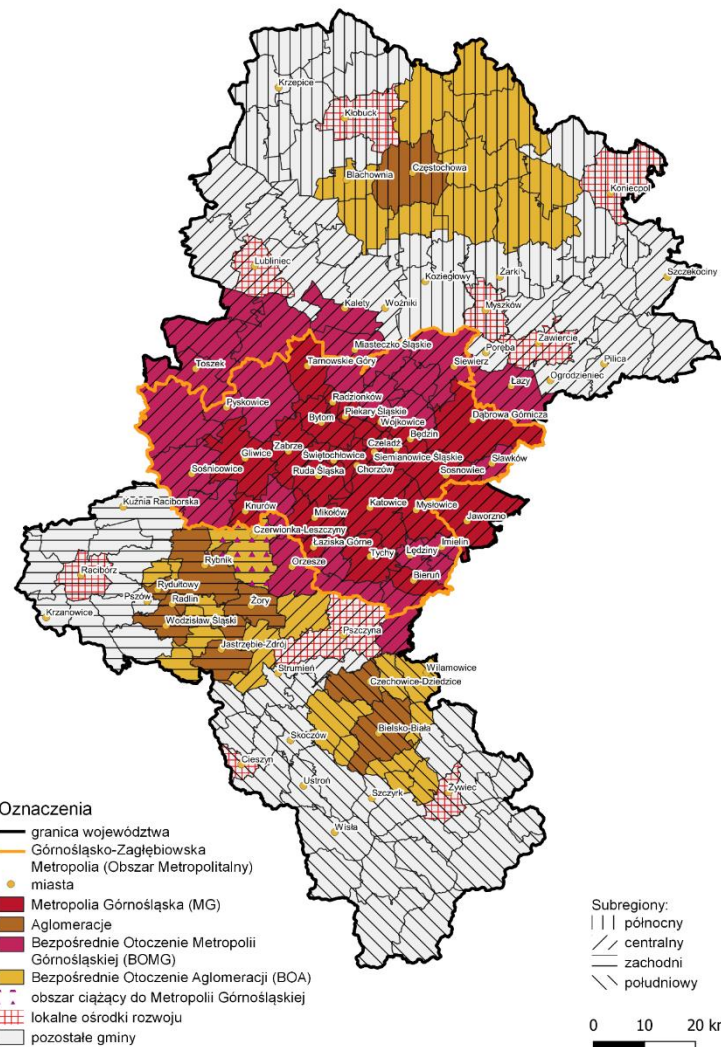 Krzepice
Kłobuck
Częstochowa
Blachownia
Koniecpol
Lubliniec
Koziegłowy
Żarki
Szczekociny
Kalety
Woźniki
Myszków
Miasteczko Śląskie
Poręba
Zawiercie
Toszek
Tarnowskie Góry
Siewierz
Pilica
Łazy
Ogrodzieniec
Pyskowice
Radzionków
Piekary Śląskie
Bytom
Wojkowice
Dąbrowa Górnicza
Będzin
Czeladź
Gliwice
Zabrze
Świętochłowice
Siemianowice Śląskie
Sławków
Sośnicowice
Ruda Śląska
Chorzów
Sosnowiec
Kuźnia Raciborska
Knurów
Mikołów
Katowice
Mysłowice
Jaworzno
Czerwionka-Leszczyny
Łaziska Górne
Imielin
Lędziny
Rybnik
Orzesze
Tychy
Racibórz
Bieruń
Rydułtowy
Pszów
Radlin
Żory
Krzanowice
Wodzisław Śląski
Pszczyna
Jastrzębie-Zdrój
Wilamowice
Strumień
Czechowice-Dziedzice
Bielsko-Biała
Skoczów
Cieszyn
Ustroń
Szczyrk
Żywiec
Wisła
Oznaczenia
granica województwa
Górnośląsko-Zagłębiowska
Metropolia (Obszar Metropolitalny)
miasta
Metropolia Górnośląska (MG)
Aglomeracje
Bezpośrednie Otoczenie Metropolii
Górnośląskiej (BOMG)
Bezpośrednie Otoczenie Aglomeracji (BOA)
obszar ciążący do Metropolii Górnośląskiej
lokalne ośrodki rozwoju
pozostałe gminy
Subregiony:
północny
centralny
zachodni
południowy
0 10 20 km